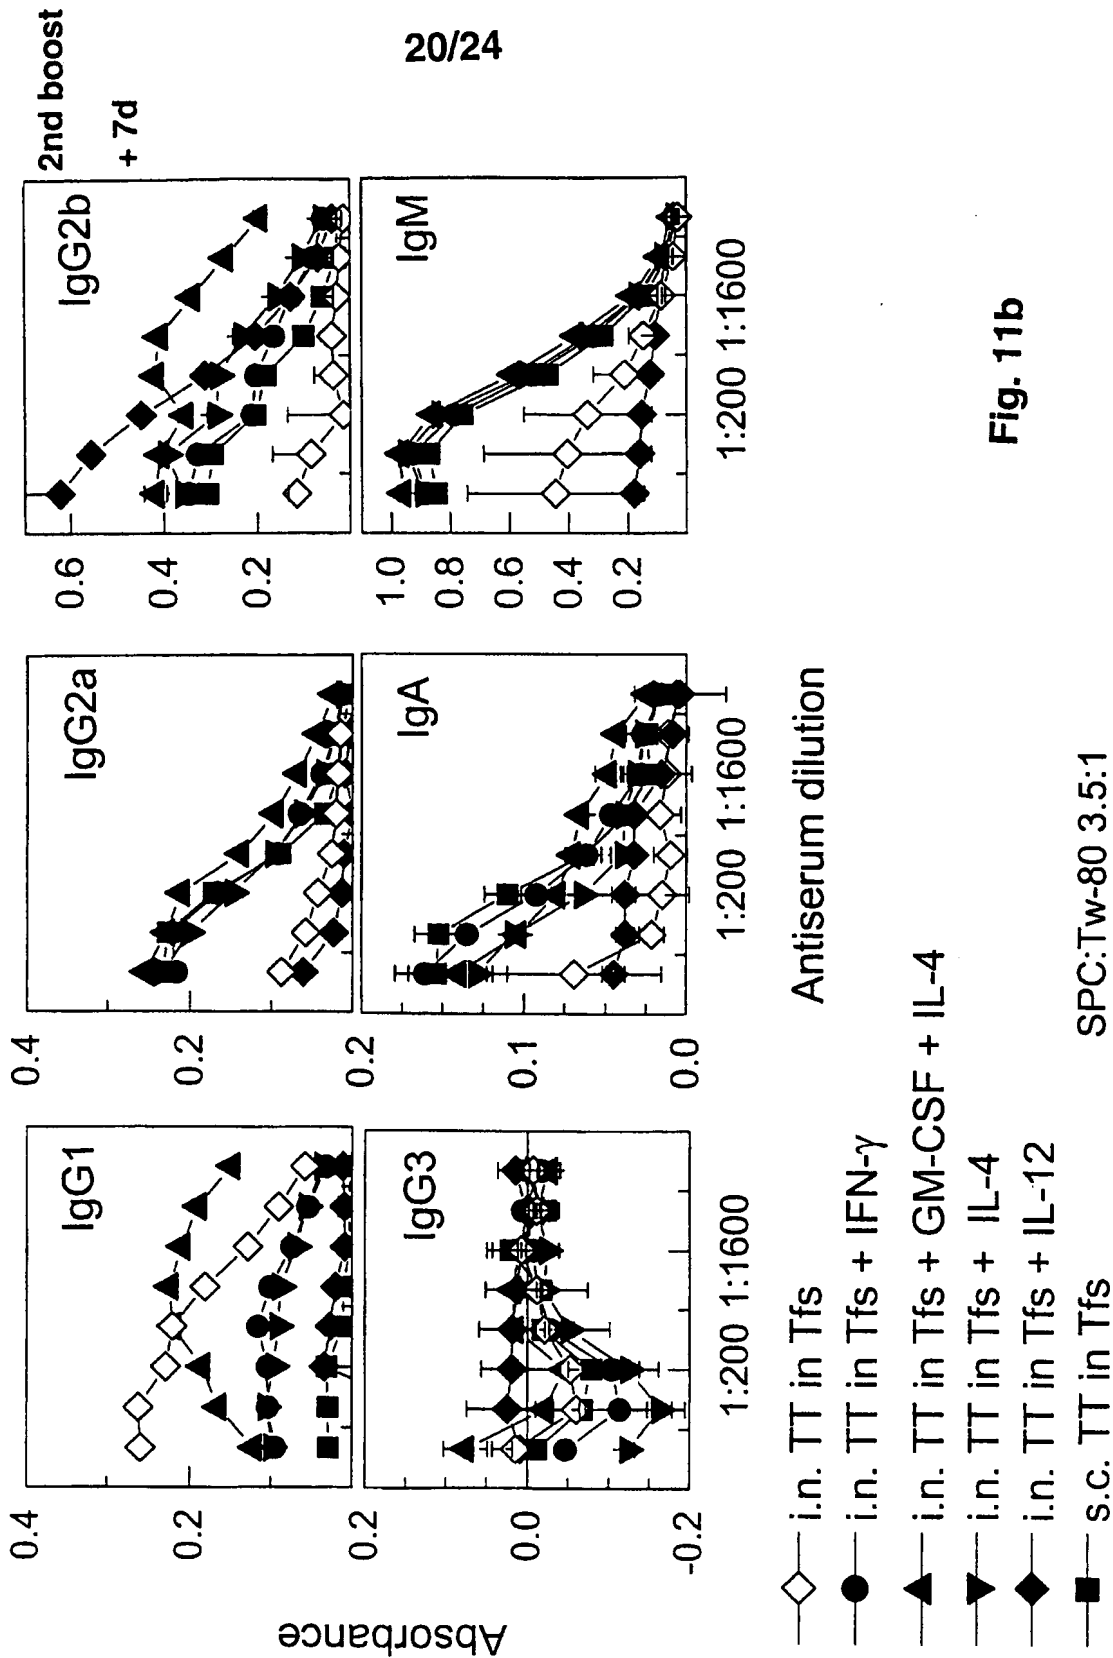 20/24
2nd boost
+ 7d
Absorbance
IgG1
0.4
0.2
IgG2a
0.4
0.2
IgG2b
0.6
0.4
0.2
IgG3
0.2
0.0
-0.2
1:200 1:1600
IgA
0.2
0.1
0.0
1:200 1:1600
IgM
1.0
0.8
0.6
0.4
0.2
1:200 1:1600
Antiserum dilution
i.n. TT in Tfs
i.n. TT in Tfs + IFN-γ
i.n. TT in Tfs + GM-CSF + IL-4
i.n. TT in Tfs + IL-4
i.n. TT in Tfs + IL-12
s.c. TT in Tfs
SPC:Tw-80 3.5:1
Fig. 11b